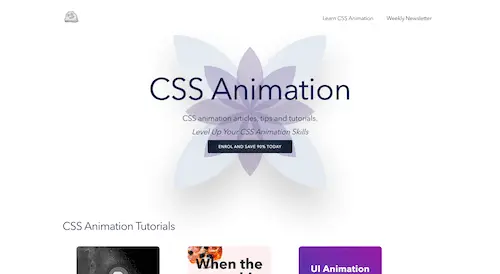 Learn CSS Animation
Weekly Newsletter
CSS Animation
CSS animation articles, tips and tutorials.
Level Up Your CSS Animation Skills
ENROL AND SAVE 90% TODAY
CSS Animation Tutorials
When the
UI Animation